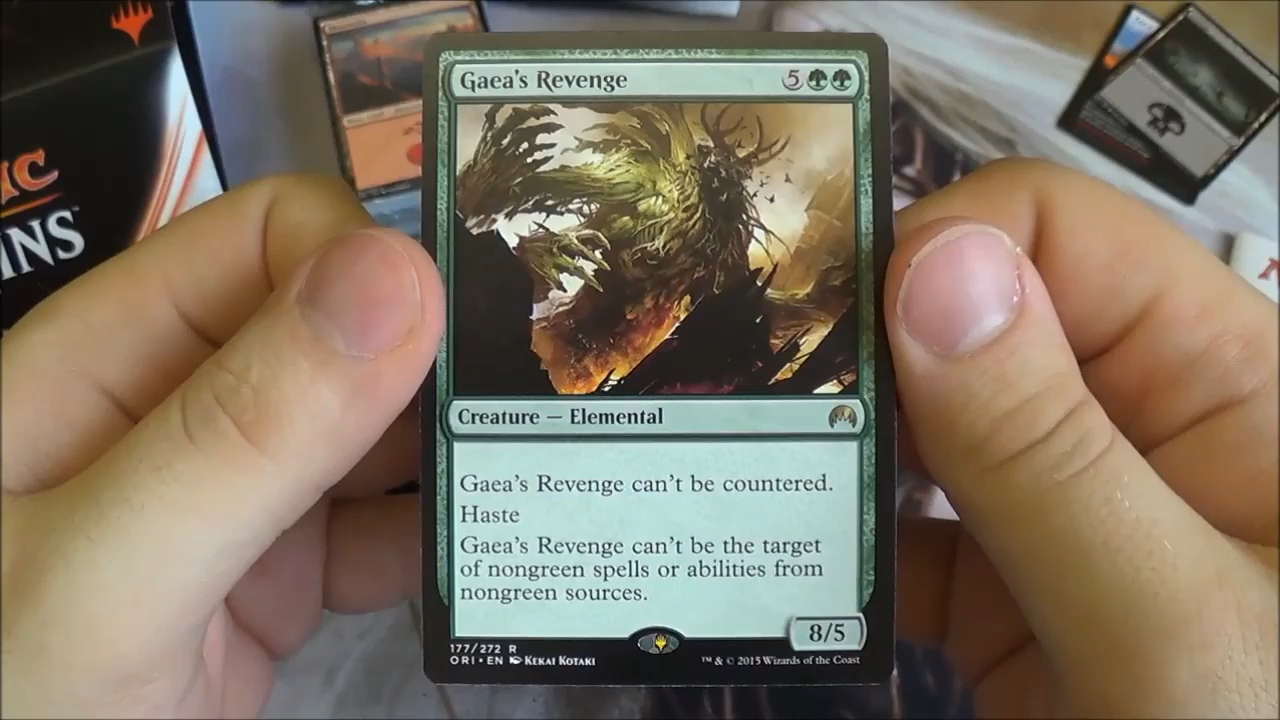 Gaea's Revenge 5
Creature — Elemental
Gaea's Revenge can't be countered.
Haste
Gaea's Revenge can't be the target
of nongreen spells or abilities from
nongreen sources.
8/5
177/272 R
ORI • EN KEKAI KOTAKI
™ & © 2015 Wizards of the Coast
IC
INS